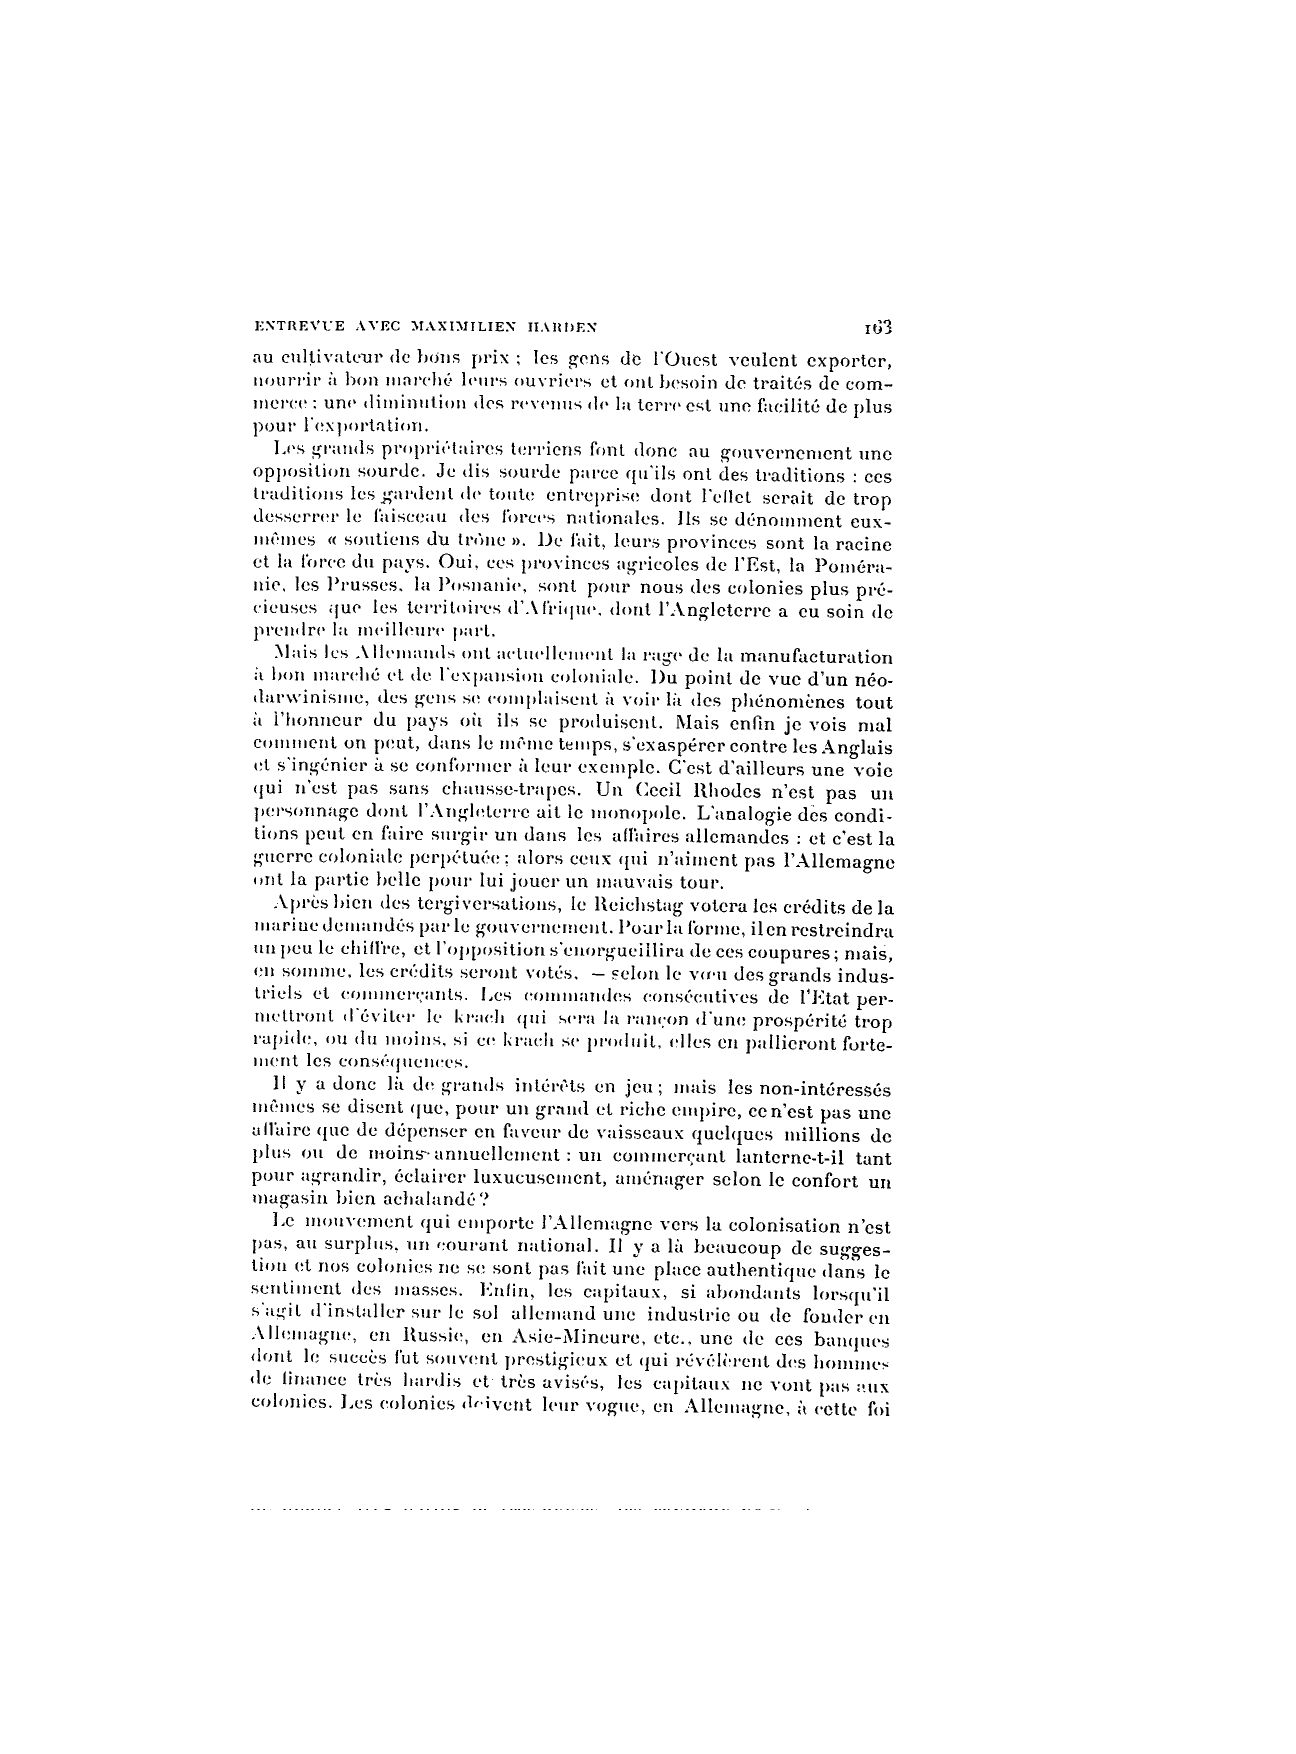 ENTREVUE AVEC MAXIMILIEN HARDEN 163
au cultivateur de bons prix ; les gens de l'Ouest veulent exporter,
nourrir à bon marché leurs ouvriers et ont besoin de traités de com-
merce : une diminution des revenus de la terre est une facilité de plus
pour l'exportation.
Les grands propriétaires terriens font donc au gouvernement une
opposition sourde. Je dis sourde parce qu'ils ont des traditions : ces
traditions les gardent de toute entreprise dont l'effet serait de trop
desserrer le faisceau des forces nationales. Ils se dénomment eux-
mêmes « soutiens du trône ». De fait, leurs provinces sont la racine
et la force du pays. Oui, ces provinces agricoles de l'Est, la Poméra-
nie, les Prusses, la Posnanie, sont pour nous des colonies plus pré-
cieuses que les territoires d'Afrique, dont l'Angleterre a eu soin de
prendre la meilleure part.
Mais les Allemands ont actuellement la rage de la manufacturation
à bon marché et de l'expansion coloniale. Du point de vue d'un néo-
darwinisme, des gens se complaisent à voir là des phénomènes tout
à l'honneur du pays où ils se produisent. Mais enfin je vois mal
comment on peut, dans le même temps, s'exaspérer contre les Anglais
et s'ingénier à se conformer à leur exemple. C'est d'ailleurs une voie
qui n'est pas sans chausse-trapes. Un Cecil Rhodes n'est pas un
personnage dont l'Angleterre ait le monopole. L'analogie des condi-
tions peut en faire surgir un dans les affaires allemandes : et c'est la
guerre coloniale perpétuée ; alors ceux qui n'aiment pas l'Allemagne
ont la partie belle pour lui jouer un mauvais tour.
Après bien des tergiversations, le Reichstag votera les crédits de la
marine demandés par le gouvernement. Pour la forme, il en restreindra
un peu le chiffre, et l'opposition s'enorgueillira de ces coupures ; mais,
en somme, les crédits seront votés, — selon le vœu des grands indus-
triels et commerçants. Les commandes consécutives de l'Etat per-
mettront d'éviter le krach qui sera la rançon d'une prospérité trop
rapide, ou du moins, si ce krach se produit, elles en pallieront forte-
ment les conséquences.
Il y a donc là de grands intérêts en jeu ; mais les non-intéressés
mêmes se disent que, pour un grand et riche empire, ce n'est pas une
affaire que de dépenser en faveur de vaisseaux quelques millions de
plus ou de moins annuellement : un commerçant lanterne-t-il tant
pour agrandir, éclairer luxueusement, aménager selon le confort un
magasin bien achalandé ?
Le mouvement qui emporte l'Allemagne vers la colonisation n'est
pas, au surplus, un courant national. Il y a là beaucoup de sugges-
tion et nos colonies ne se sont pas fait une place authentique dans le
sentiment des masses. Enfin, les capitaux, si abondants lorsqu'il
s'agit d'installer sur le sol allemand une industrie ou de fonder en
Allemagne, en Russie, en Asie-Mineure, etc., une de ces banques
dont le succès fut souvent prestigieux et qui révélèrent des hommes
de finance très hardis et très avisés, les capitaux ne vont pas aux
colonies. Les colonies doivent leur vogue, en Allemagne, à cette foi